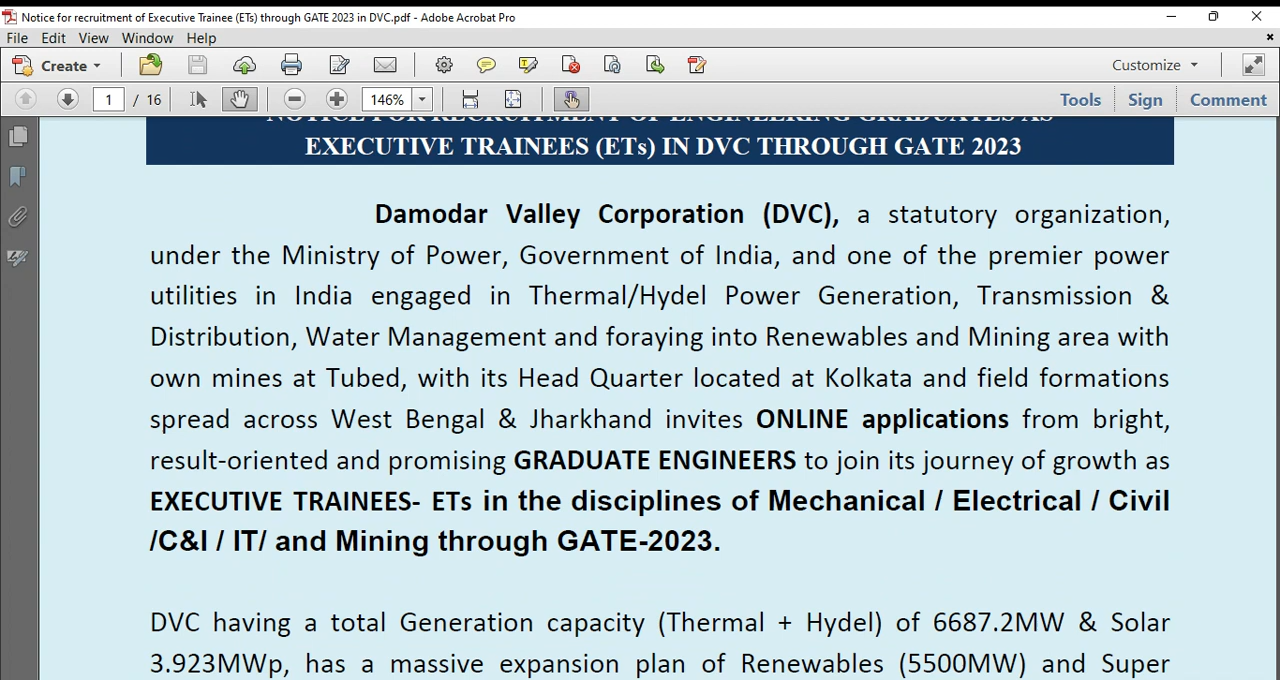 Notice for recruitment of Executive Trainee (ETs) through GATE 2023 in DVC.pdf - Adobe Acrobat Pro
File Edit View Window Help
Create Customize
1 / 16 146% Tools Sign Comment
NOTICE FOR RECRUITMENT OF ENGINEERING GRADUATES AS
EXECUTIVE TRAINEES (ETs) IN DVC THROUGH GATE 2023
Damodar Valley Corporation (DVC), a statutory organization,
under the Ministry of Power, Government of India, and one of the premier power
utilities in India engaged in Thermal/Hydel Power Generation, Transmission &
Distribution, Water Management and foraying into Renewables and Mining area with
own mines at Tubed, with its Head Quarter located at Kolkata and field formations
spread across West Bengal & Jharkhand invites ONLINE applications from bright,
result-oriented and promising GRADUATE ENGINEERS to join its journey of growth as
EXECUTIVE TRAINEES- ETs in the disciplines of Mechanical / Electrical / Civil
/C&I / IT/ and Mining through GATE-2023.
DVC having a total Generation capacity (Thermal + Hydel) of 6687.2MW & Solar
3.923MWp, has a massive expansion plan of Renewables (5500MW) and Super